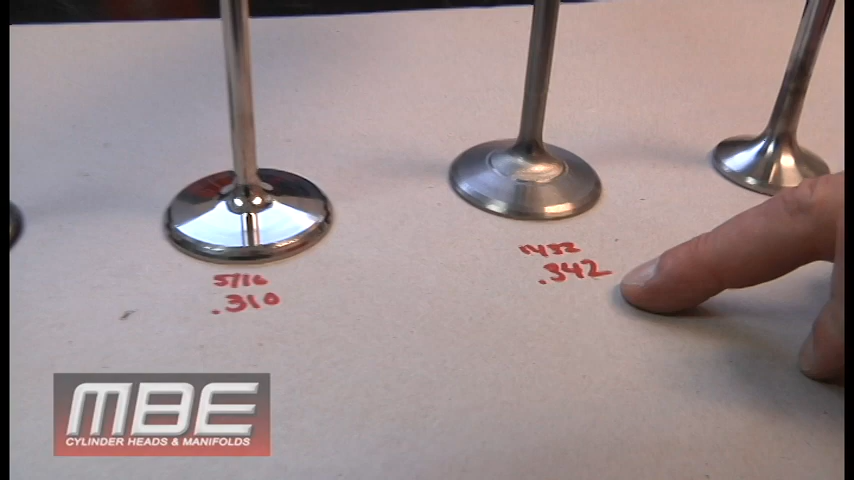 5/16
.310
11/32
.342
MBE
CYLINDER HEADS & MANIFOLDS